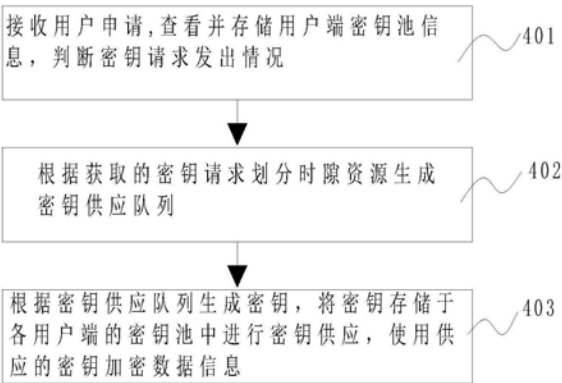 接收用户申请,查看并存储用户端密钥池信
息，判断密钥请求发出情况
401
根据获取的密钥请求划分时隙资源生成
密钥供应队列
402
根据密钥供应队列生成密钥，将密钥存储于
各用户端的密钥池中进行密钥供应，使用供
应的密钥加密数据信息
403